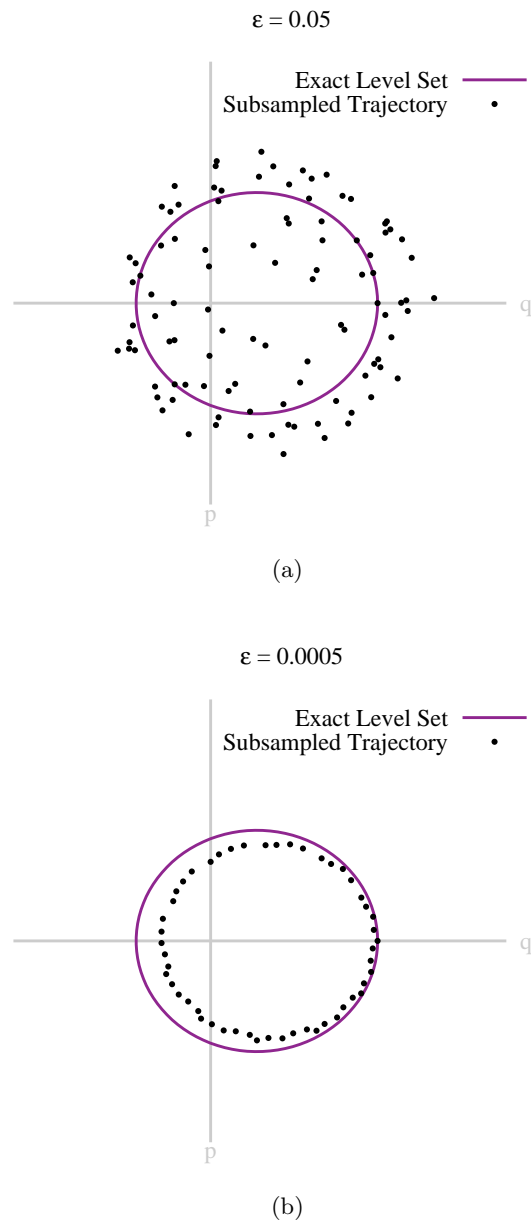 ε = 0.05
Exact Level Set
Subsampled Trajectory
q
p
(a)
ε = 0.0005
Exact Level Set
Subsampled Trajectory
q
p
(b)